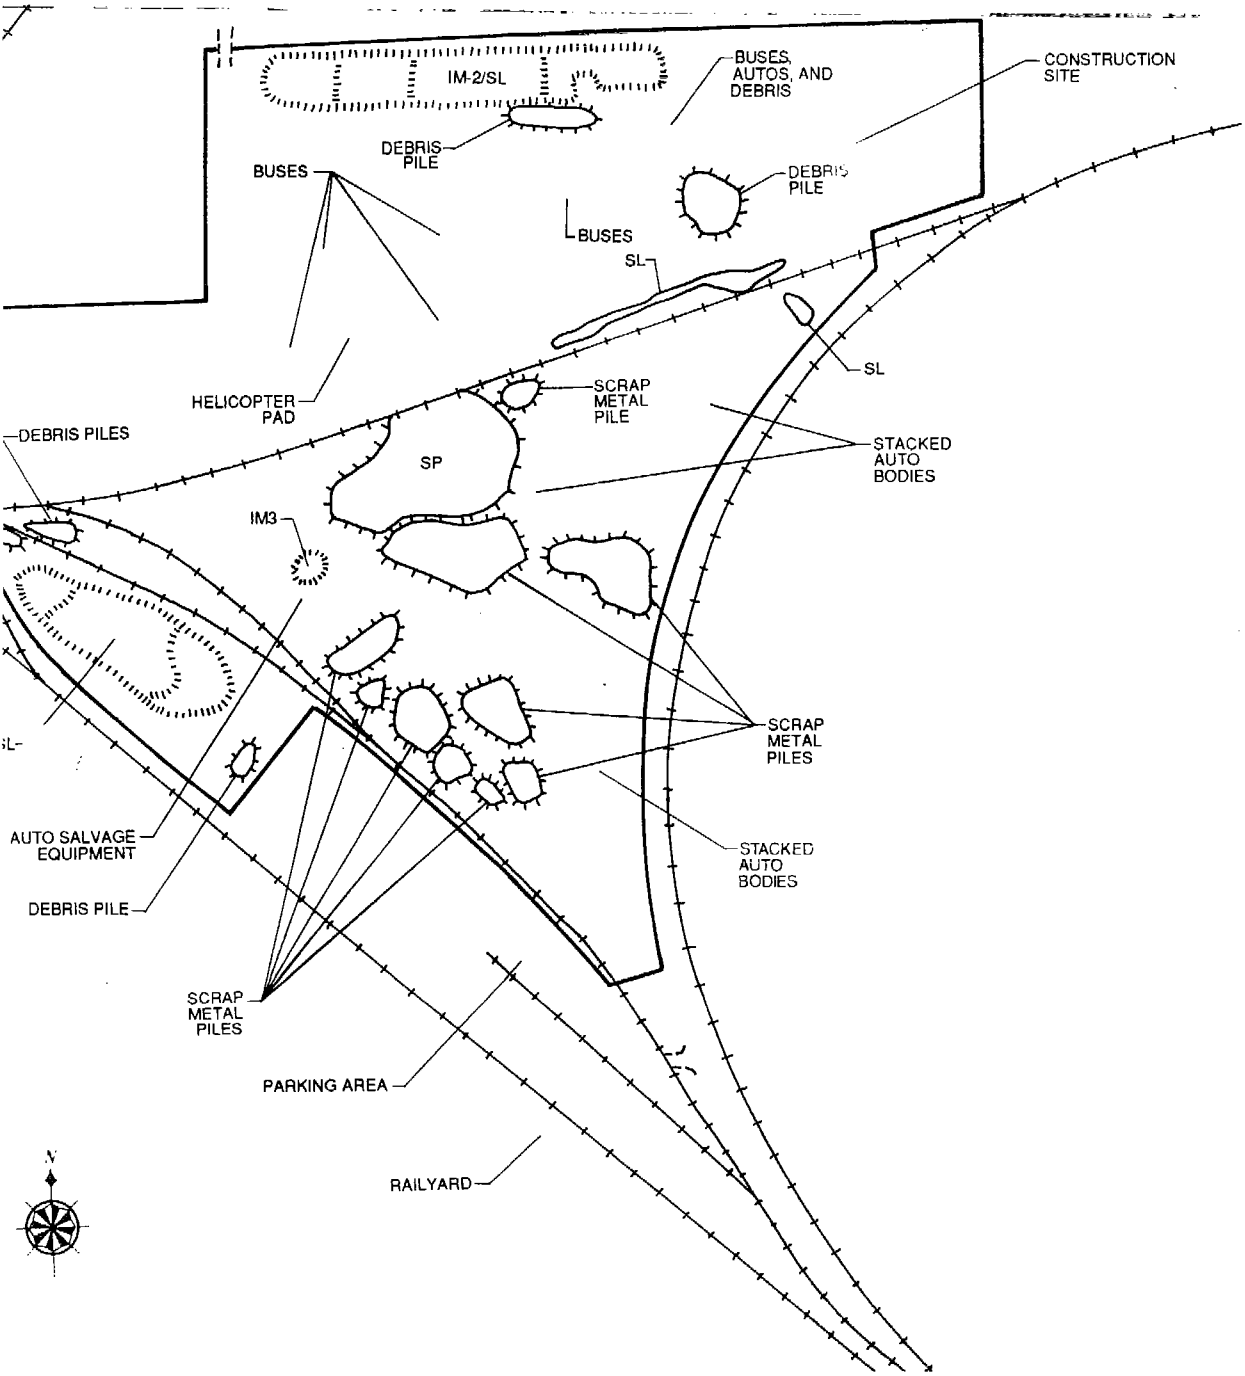 IM-2/SL
BUSES,
AUTOS, AND
DEBRIS
CONSTRUCTION
SITE
DEBRIS
PILE
BUSES
DEBRIS
PILE
BUSES
SL
SL
HELICOPTER
PAD
SCRAP
METAL
PILE
DEBRIS PILES
STACKED
AUTO
BODIES
SP
IM3
SCRAP
METAL
PILES
SL
AUTO SALVAGE
EQUIPMENT
STACKED
AUTO
BODIES
DEBRIS PILE
SCRAP
METAL
PILES
PARKING AREA
RAILYARD
N